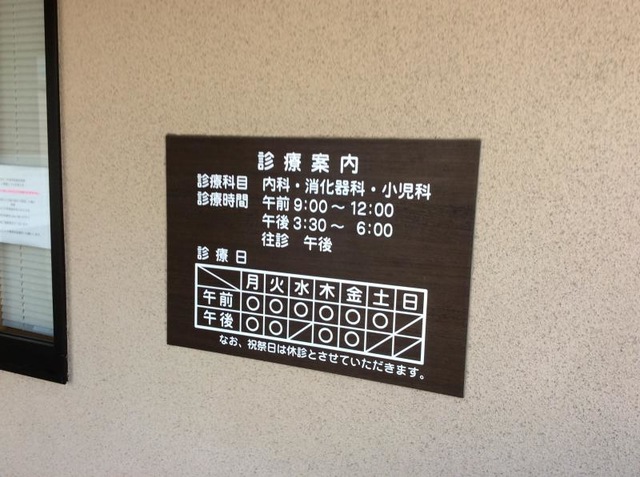 診療案内
診療科目 内科・消化器科・小児科
診療時間 午前 9:00～12:00
午後 3:30～ 6:00
往診 午後
診療日
月 火 水 木 金 土 日
午前 ○ ○ ○ ○ ○ ○ ／
午後 ○ ○ ／ ○ ○ ／ ／
なお、祝祭日は休診とさせていただきます。